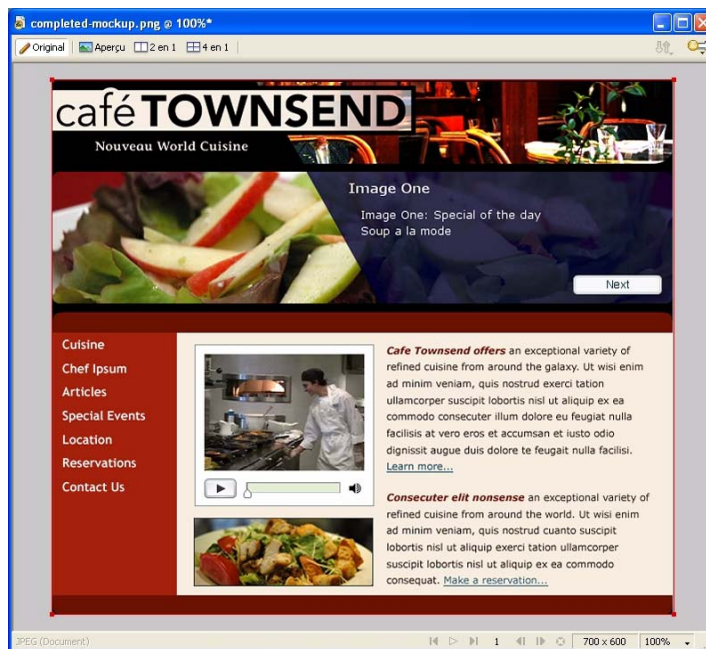 completed-mockup.png @ 100%*
Original
Aperçu
2 en 1
4 en 1
café TOWNSEND
Nouveau World Cuisine
Image One
Image One: Special of the day
Soup a la mode
Next
Cuisine
Chef Ipsum
Articles
Special Events
Location
Reservations
Contact Us
Cafe Townsend offers an exceptional variety of
refined cuisine from around the galaxy. Ut wisi enim
ad minim veniam, quis nostrud exerci tation
ullamcorper suscipit lobortis nisl ut aliquip ex ea
commodo consecuter illum dolore eu feugiat nulla
facilisis at vero eros et accumsan et iusto odio
dignissit augue duis dolore te feugait nulla facilisi.
Learn more...
Consecuter elit nonsense an exceptional variety of
refined cuisine from around the world. Ut wisi enim
ad minim veniam, quis nostrud cuanto suscipit
lobortis nisl ut aliquip exerci tation ullamcorper
suscipit lobortis nisl ut aliquip ex ea commodo
consequat. Make a reservation...
JPEG (Document)
1
700 x 600
100%